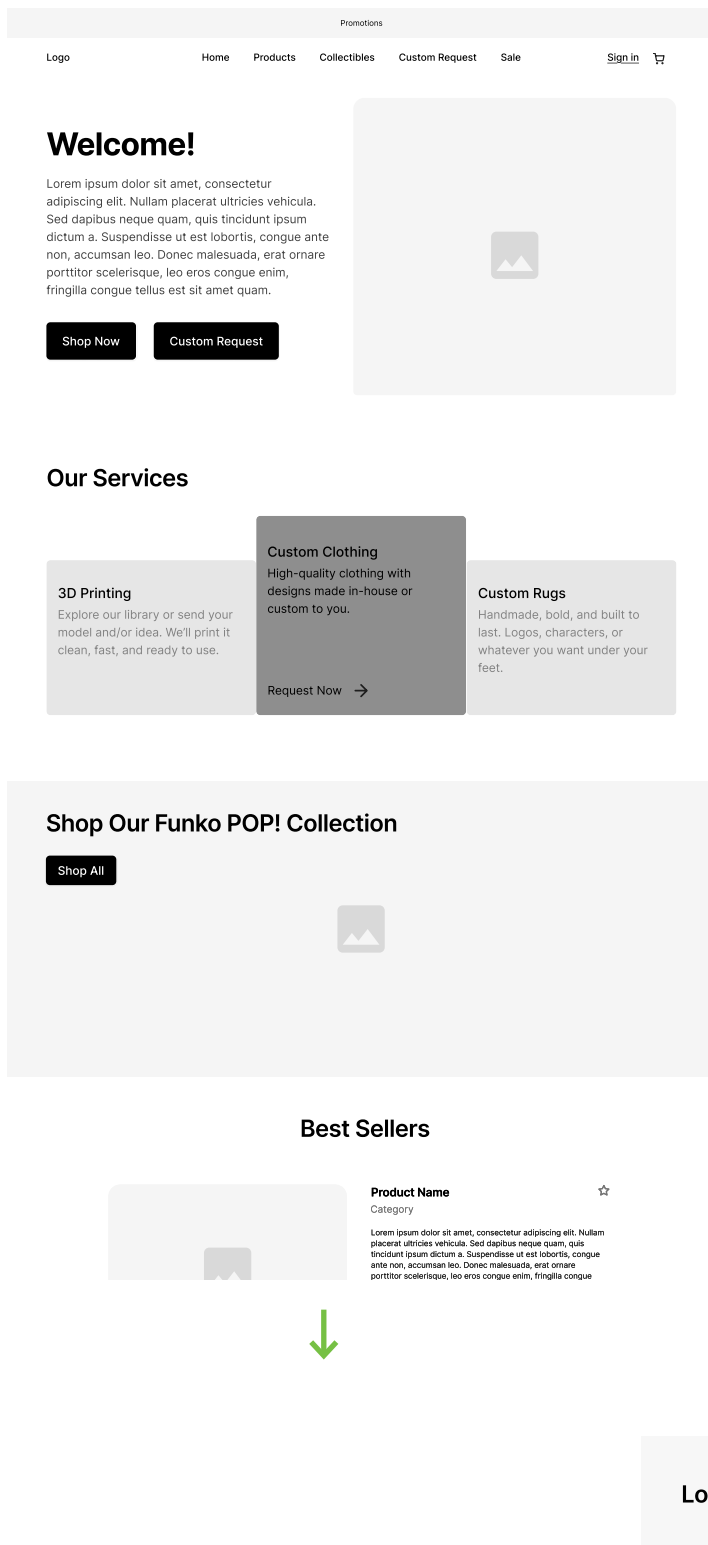 Promotions
Logo
Home
Products
Collectibles
Custom Request
Sale
Sign in
Welcome!
Lorem ipsum dolor sit amet, consectetur
adipiscing elit. Nullam placerat ultricies vehicula.
Sed dapibus neque quam, quis tincidunt ipsum
dictum a. Suspendisse ut est lobortis, congue ante
non, accumsan leo. Donec malesuada, erat ornare
porttitor scelerisque, leo eros congue enim,
fringilla congue tellus est sit amet quam.
Shop Now
Custom Request
Our Services
3D Printing
Explore our library or send your
model and/or idea. We’ll print it
clean, fast, and ready to use.
Custom Clothing
High-quality clothing with
designs made in-house or
custom to you.
Request Now
Custom Rugs
Handmade, bold, and built to
last. Logos, characters, or
whatever you want under your
feet.
Shop Our Funko POP! Collection
Shop All
Best Sellers
Product Name
Category
Lorem ipsum dolor sit amet, consectetur adipiscing elit. Nullam
placerat ultricies vehicula. Sed dapibus neque quam, quis
tincidunt ipsum dictum a. Suspendisse ut est lobortis, congue
ante non, accumsan leo. Donec malesuada, erat ornare
porttitor scelerisque, leo eros congue enim, fringilla congue
Lo